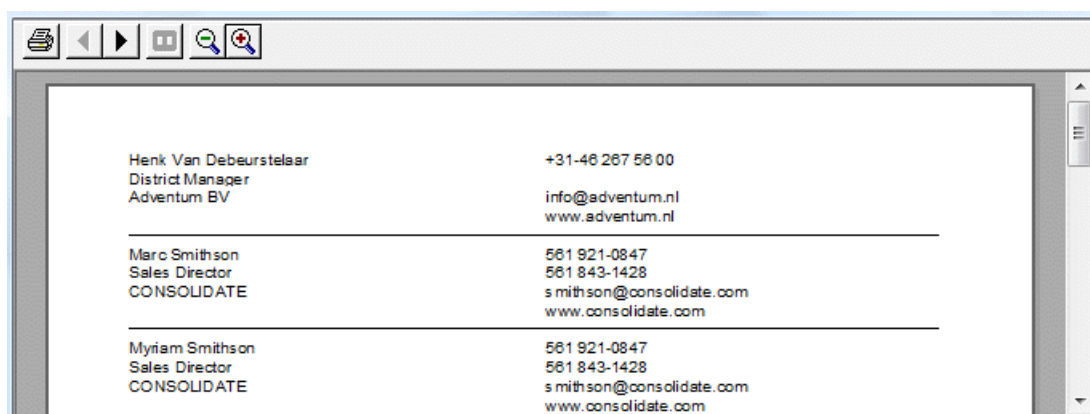 Henk Van Debeurstelaar +31-46 267 56 00
District Manager
Adventum BV info@adventum.nl
www.adventum.nl
Marc Smithson 561 921-0847
Sales Director 561 843-1428
CONSOLIDATE smithson@consolidate.com
www.consolidate.com
Myriam Smithson 561 921-0847
Sales Director 561 843-1428
CONSOLIDATE smithson@consolidate.com
www.consolidate.com